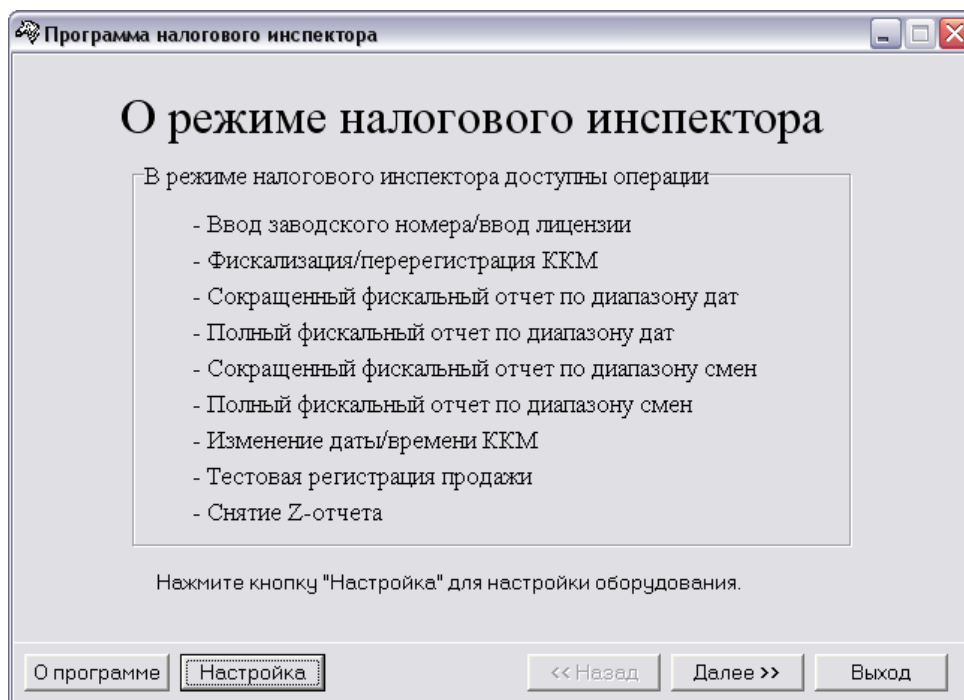 Программа налогового инспектора
О режиме налогового инспектора
В режиме налогового инспектора доступны операции
- Ввод заводского номера/ввод лицензии
- Фискализация/перерегистрация ККМ
- Сокращенный фискальный отчет по диапазону дат
- Полный фискальный отчет по диапазону дат
- Сокращенный фискальный отчет по диапазону смен
- Полный фискальный отчет по диапазону смен
- Изменение даты/времени ККМ
- Тестовая регистрация продажи
- Снятие Z-отчета
Нажмите кнопку "Настройка" для настройки оборудования.
О программе Настройка << Назад Далее >> Выход